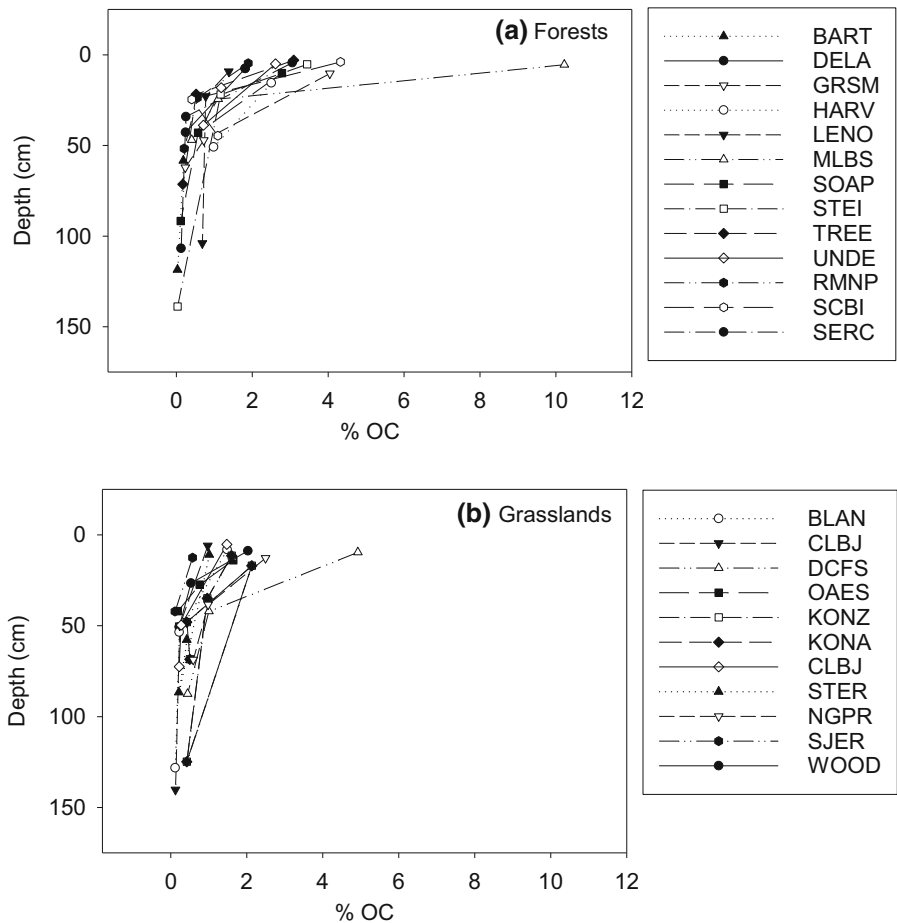 (a) Forests
Depth (cm)
0
50
100
150
0 2 4 6 8 10 12
% OC
BART
DELA
GRSM
HARV
LENO
MLBS
SOAP
STEI
TREE
UNDE
RMNP
SCBI
SERC
(b) Grasslands
Depth (cm)
0
50
100
150
0 2 4 6 8 10 12
% OC
BLAN
CLBJ
DCFS
OAES
KONZ
KONA
CLBJ
STER
NGPR
SJER
WOOD